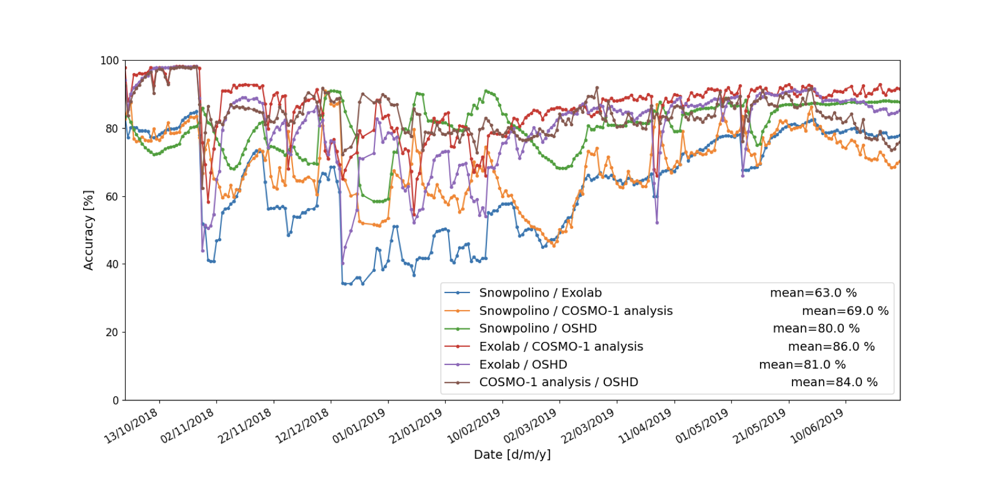 100
80
60
40
20
0
Accuracy [%]
Snowpolino / Exolab mean=63.0 %
Snowpolino / COSMO-1 analysis mean=69.0 %
Snowpolino / OSHD mean=80.0 %
Exolab / COSMO-1 analysis mean=86.0 %
Exolab / OSHD mean=81.0 %
COSMO-1 analysis / OSHD mean=84.0 %
13/10/2018
02/11/2018
22/11/2018
12/12/2018
01/01/2019
21/01/2019
10/02/2019
02/03/2019
22/03/2019
11/04/2019
01/05/2019
21/05/2019
10/06/2019
Date [d/m/y]